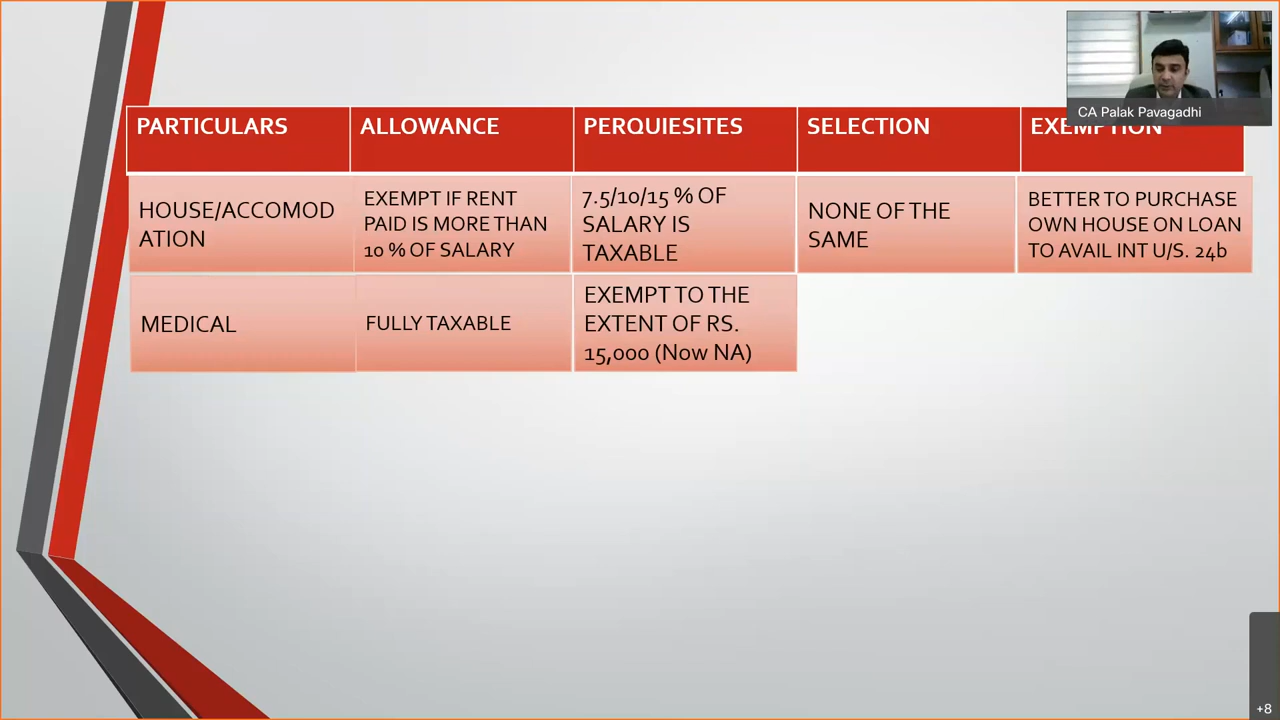 CA Palak Pavagadhi
PARTICULARS
ALLOWANCE
PERQUIESITES
SELECTION
EXEMPTION
HOUSE/ACCOMOD
ATION
EXEMPT IF RENT
PAID IS MORE THAN
10 % OF SALARY
7.5/10/15 % OF
SALARY IS
TAXABLE
NONE OF THE
SAME
BETTER TO PURCHASE
OWN HOUSE ON LOAN
TO AVAIL INT U/S. 24b
MEDICAL
FULLY TAXABLE
EXEMPT TO THE
EXTENT OF RS.
15,000 (Now NA)
+8